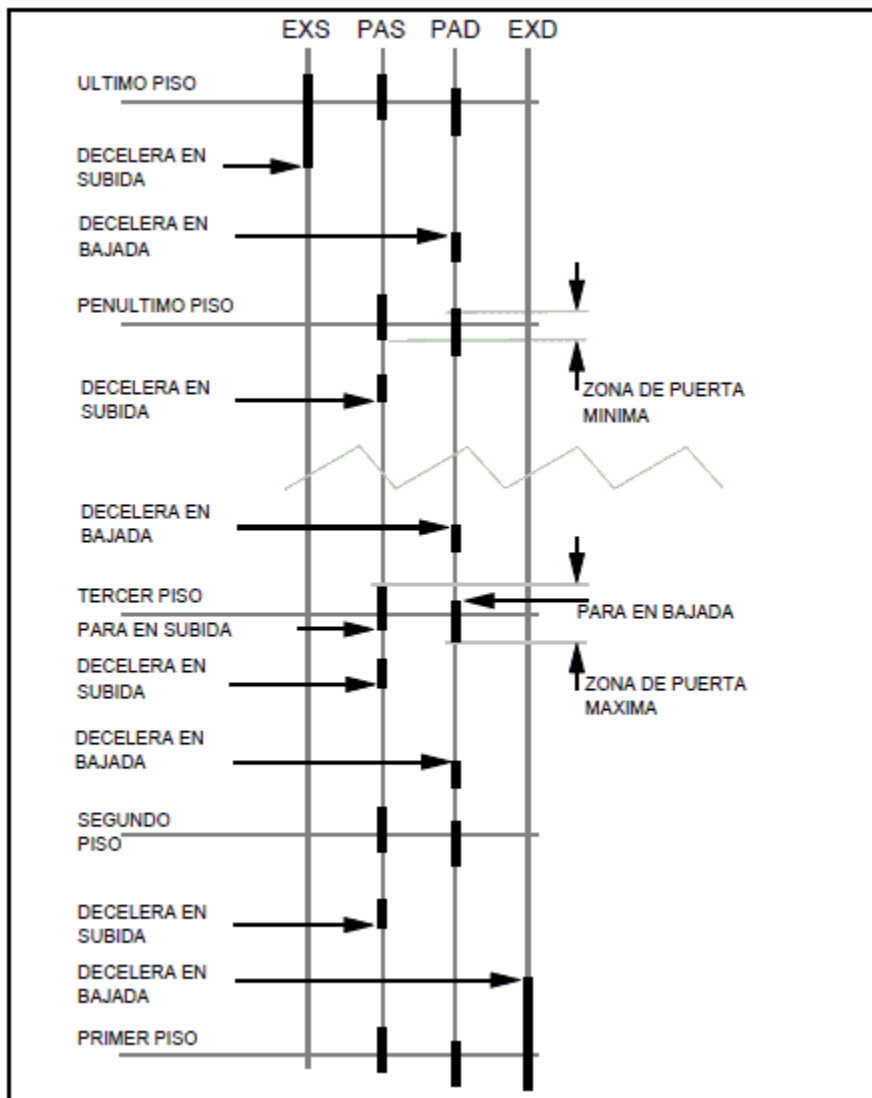 EXS PAS PAD EXD
ULTIMO PISO
DECELERA EN
SUBIDA
DECELERA EN
BAJADA
PENULTIMO PISO
DECELERA EN
SUBIDA
ZONA DE PUERTA
MINIMA
DECELERA EN
BAJADA
TERCER PISO
PARA EN BAJADA
PARA EN SUBIDA
DECELERA EN
SUBIDA
ZONA DE PUERTA
MAXIMA
DECELERA EN
BAJADA
SEGUNDO
PISO
DECELERA EN
SUBIDA
DECELERA EN
BAJADA
PRIMER PISO